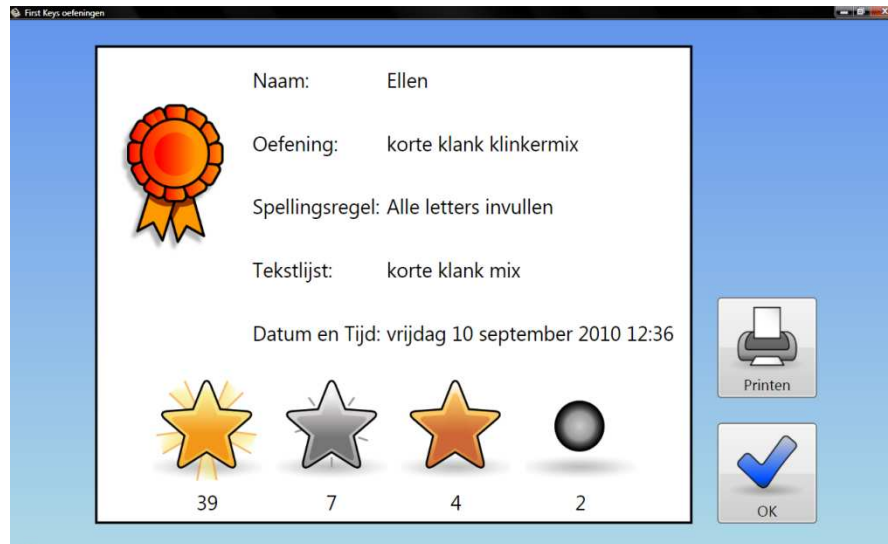 First Keys oefeningen
Naam: Ellen
Oefening: korte klank klinkermix
Spellingsregel: Alle letters invullen
Tekstlijst: korte klank mix
Datum en Tijd: vrijdag 10 september 2010 12:36
Printen
39 7 4 2
OK